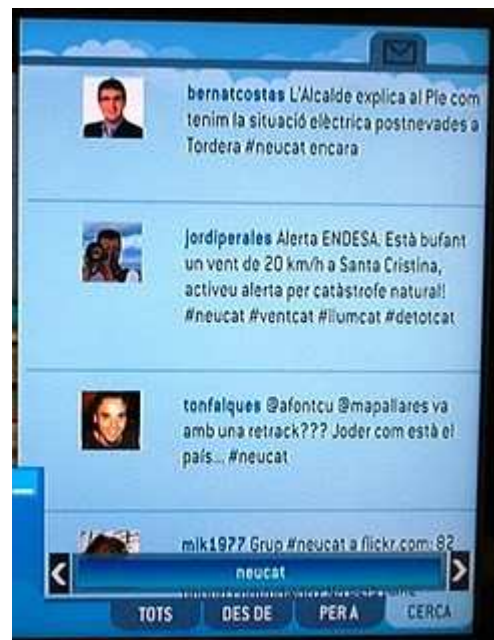 bernatcostas L'Alcalde explica al Ple com
tenim la situació elèctrica postnevades a
Tordera #neucat encara
jordiperales Alerta ENDESA. Està bufant
un vent de 20 km/h a Santa Cristina,
activeu alerta per catàstrofe natural!
#neucat #ventcat #llumcat #detotcat
tonfalques @afontcu @mapallares va
amb una retrack??? Joder com està el
país... #neucat
mik1977 Grup #neucat a flickr.com: 82
neucat
TOTS DES DE PER A CERCA